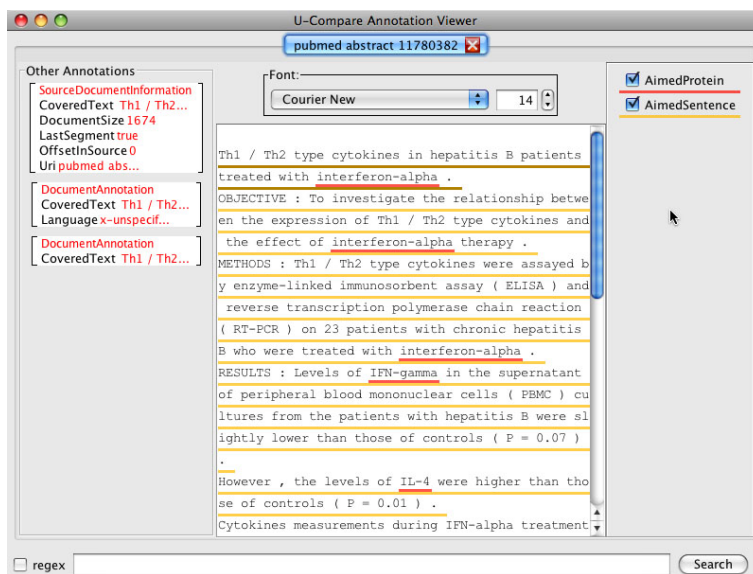 U-Compare Annotation Viewer
pubmed abstract 11780382
Other Annotations
SourceDocumentInformation
CoveredText Th1 / Th2...
DocumentSize 1674
LastSegment true
OffsetInSource 0
Uri pubmed abs...
DocumentAnnotation
CoveredText Th1 / Th2...
Language x-unspecif...
DocumentAnnotation
CoveredText Th1 / Th2...
Font:
Courier New 14
Th1 / Th2 type cytokines in hepatitis B patients
treated with interferon-alpha .
OBJECTIVE : To investigate the relationship betwe
en the expression of Th1 / Th2 type cytokines and
the effect of interferon-alpha therapy .
METHODS : Th1 / Th2 type cytokines were assayed b
y enzyme-linked immunosorbent assay ( ELISA ) and
reverse transcription polymerase chain reaction
( RT-PCR ) on 23 patients with chronic hepatitis
B who were treated with interferon-alpha .
RESULTS : Levels of IFN-gamma in the supernatant
of peripheral blood mononuclear cells ( PBMC ) cu
ltures from the patients with hepatitis B were sl
ightly lower than those of controls ( P = 0.07 )
.
However , the levels of IL-4 were higher than tho
se of controls ( P = 0.01 ) .
Cytokines measurements during IFN-alpha treatment
AimedProtein
AimedSentence
regex
Search